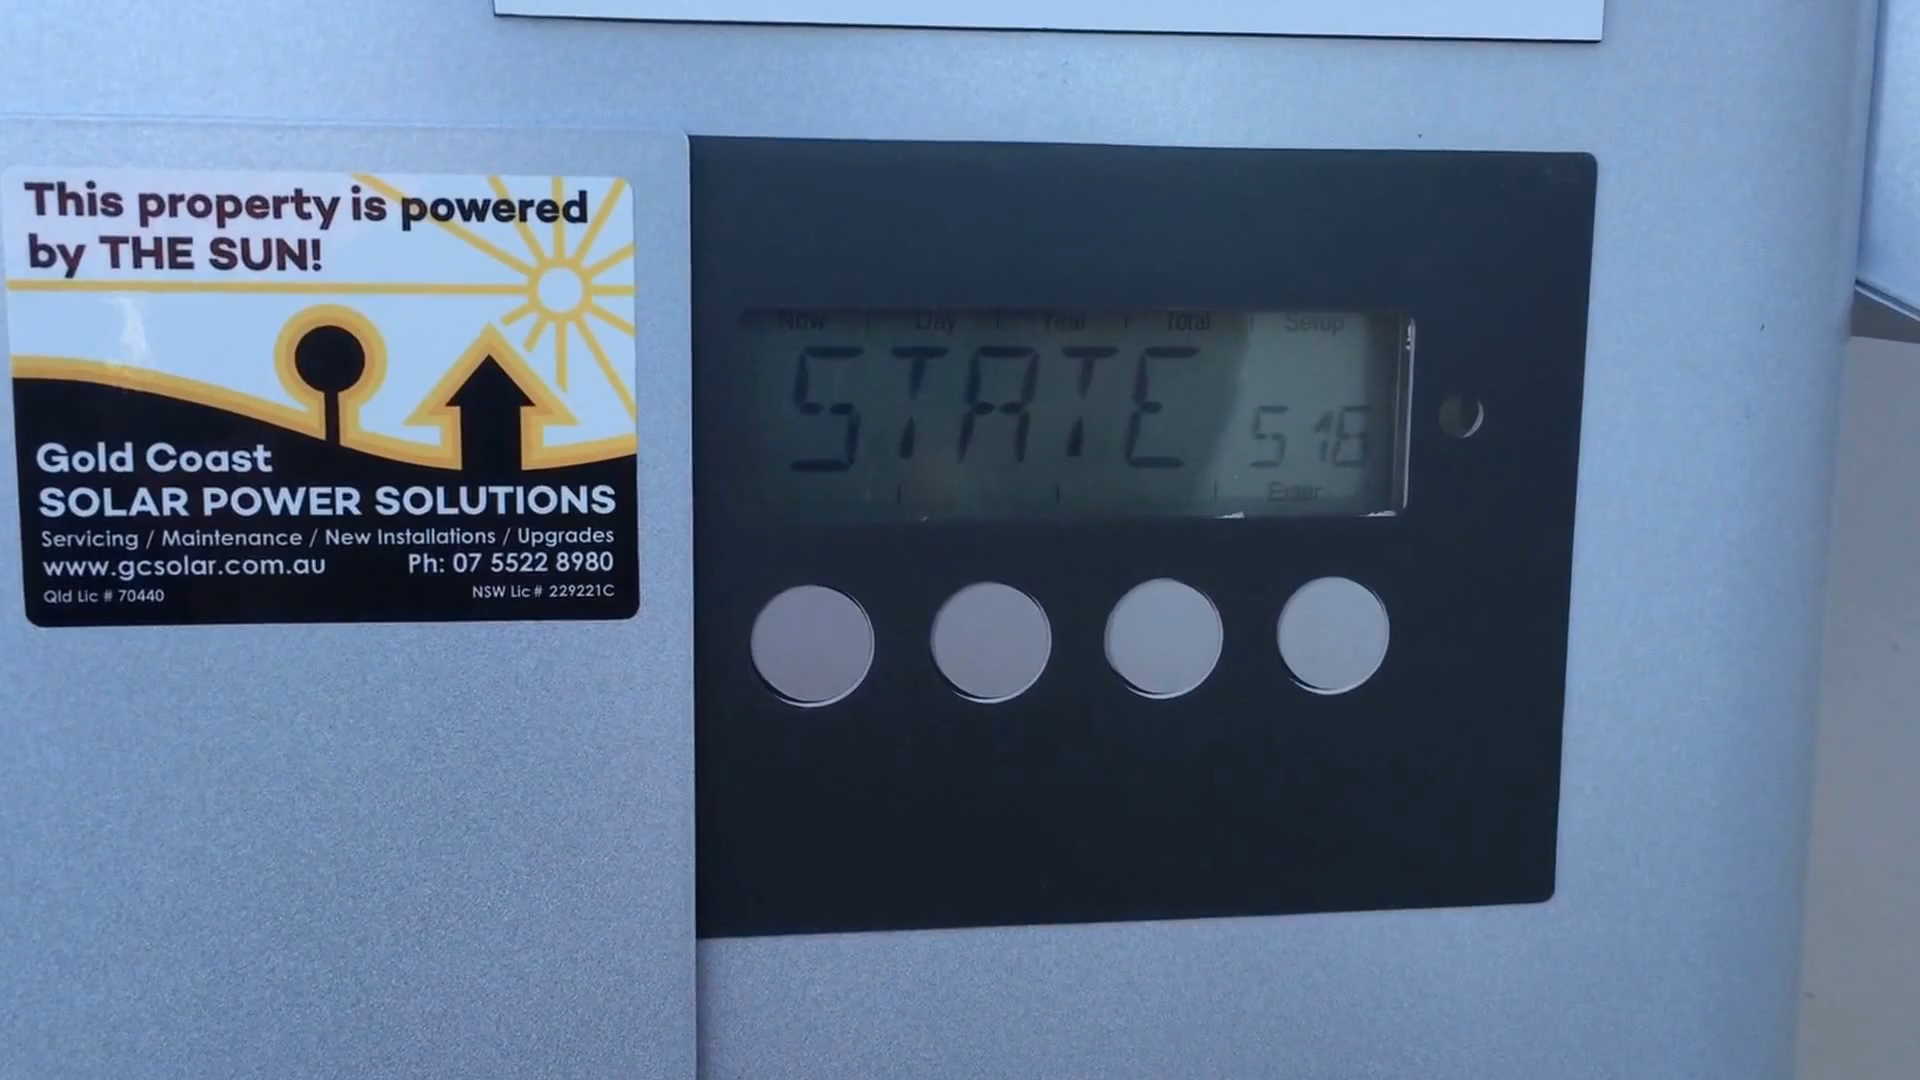 This property is powered
by THE SUN!
Gold Coast
SOLAR POWER SOLUTIONS
Servicing / Maintenance / New Installations / Upgrades
www.gcsolar.com.au Ph: 07 5522 8980
Qld Lic # 70440 NSW Lic # 229221C
Now Day Year Total Setup
STATE 516
Enter